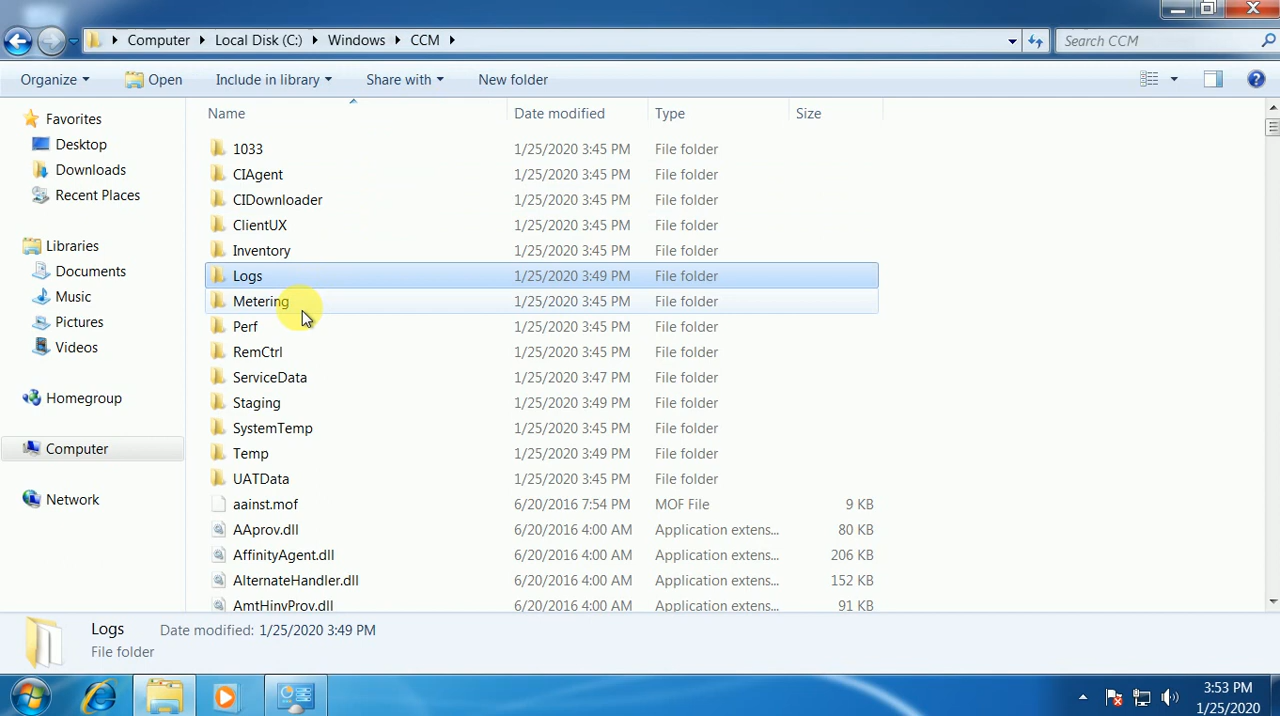 Computer Local Disk (C:) Windows CCM Search CCM
Organize Open Include in library Share with New folder
Favorites
Desktop
Downloads
Recent Places
Libraries
Documents
Music
Pictures
Videos
Homegroup
Computer
Network
Name Date modified Type Size
1033 1/25/2020 3:45 PM File folder
CIAgent 1/25/2020 3:45 PM File folder
CIDownloader 1/25/2020 3:45 PM File folder
ClientUX 1/25/2020 3:45 PM File folder
Inventory 1/25/2020 3:45 PM File folder
Logs 1/25/2020 3:49 PM File folder
Metering 1/25/2020 3:45 PM File folder
Perf 1/25/2020 3:45 PM File folder
RemCtrl 1/25/2020 3:45 PM File folder
ServiceData 1/25/2020 3:47 PM File folder
Staging 1/25/2020 3:49 PM File folder
SystemTemp 1/25/2020 3:45 PM File folder
Temp 1/25/2020 3:49 PM File folder
UATData 1/25/2020 3:45 PM File folder
aainst.mof 6/20/2016 7:54 PM MOF File 9 KB
AAprov.dll 6/20/2016 4:00 AM Application extens... 80 KB
AffinityAgent.dll 6/20/2016 4:00 AM Application extens... 206 KB
AlternateHandler.dll 6/20/2016 4:00 AM Application extens... 152 KB
AmtHinvProv.dll 6/20/2016 4:00 AM Application extens... 91 KB
Logs Date modified: 1/25/2020 3:49 PM
File folder
3:53 PM
1/25/2020